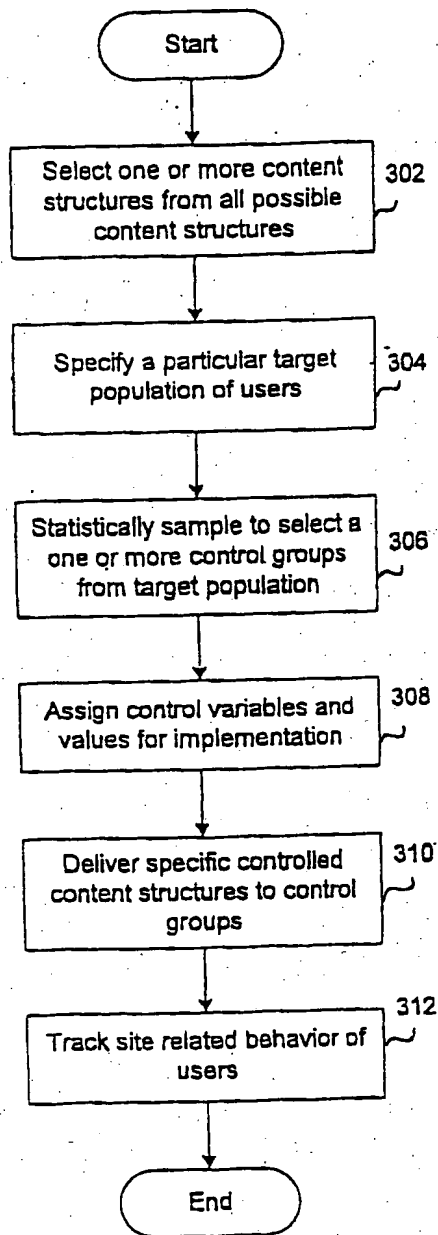 Start
Select one or more content
structures from all possible
content structures
302
Specify a particular target
population of users
304
Statistically sample to select a
one or more control groups
from target population
306
Assign control variables and
values for implementation
308
Deliver specific controlled
content structures to control
groups
310
Track site related behavior of
users
312
End